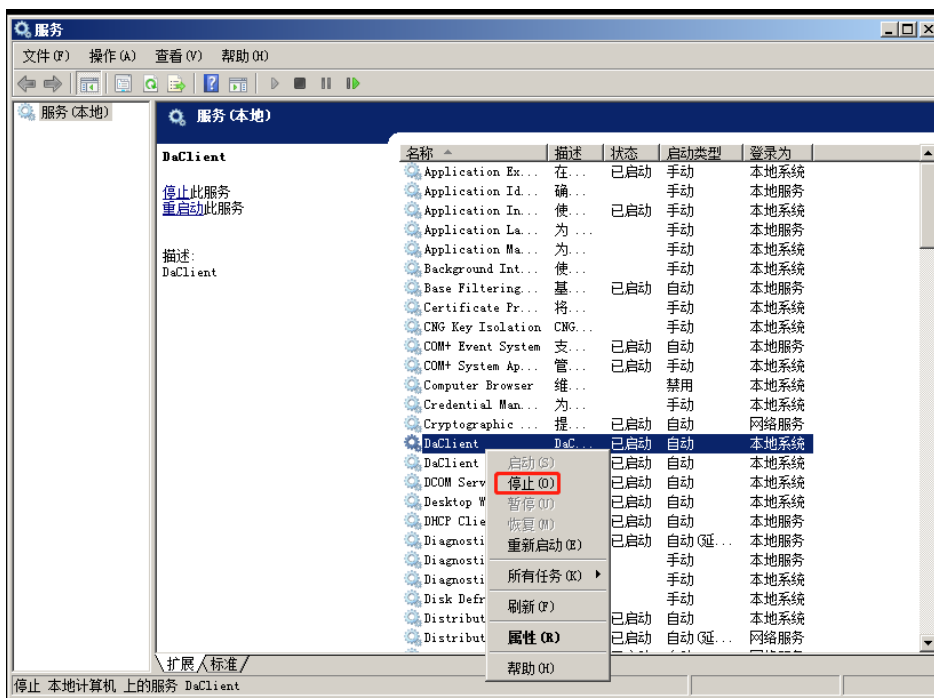 服务
文件(F) 操作(A) 查看(V) 帮助(H)
服务(本地)
服务(本地)
DaClient
停止此服务
重启动此服务
描述:
DaClient
名称 描述 状态 启动类型 登录为
Application Ex... 在... 已启动 手动 本地系统
Application Id... 确... 手动 本地服务
Application In... 使... 已启动 手动 本地系统
Application La... 为 ... 手动 本地服务
Application Ma... 为... 手动 本地系统
Background Int... 使... 手动 本地系统
Base Filtering... 基... 已启动 自动 本地服务
Certificate Pr... 将... 手动 本地系统
CNG Key Isolation CNG... 手动 本地系统
COM+ Event System 支... 已启动 自动 本地服务
COM+ System Ap... 管... 已启动 手动 本地系统
Computer Browser 维... 禁用 本地系统
Credential Man... 为... 手动 本地系统
Cryptographic ... 提... 已启动 自动 网络服务
DaClient DaC... 已启动 自动 本地系统
DaClient 已启动 自动 本地系统
DCOM Serv 已启动 自动 本地系统
Desktop W 已启动 自动 本地系统
DHCP Clie 已启动 自动 本地服务
Diagnosti 已启动 自动(延... 本地服务
Diagnosti 手动 本地服务
Diagnosti 手动 本地系统
Disk Defr 手动 本地系统
Distribut 已启动 自动 本地系统
Distribut 已启动 自动(延... 网络服务
启动(S)
停止(O)
暂停(U)
恢复(M)
重新启动(E)
所有任务(K)
刷新(F)
属性(R)
帮助(H)
扩展 标准
停止 本地计算机 上的服务 DaClient